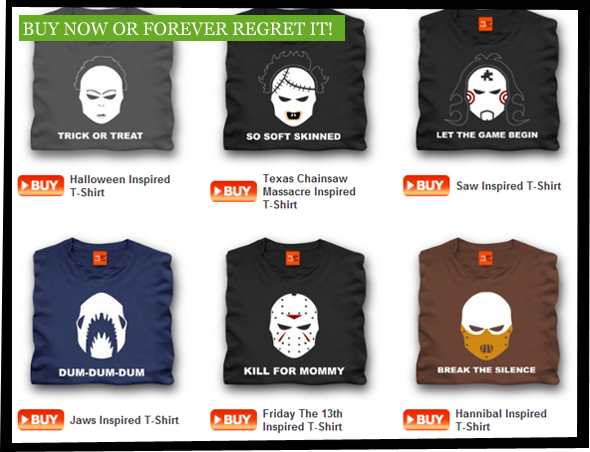 BUY NOW OR FOREVER REGRET IT!
TRICK OR TREAT
SO SOFT SKINNED
LET THE GAME BEGIN
BUY
Halloween Inspired
T-Shirt
BUY
Texas Chainsaw
Massacre Inspired
T-Shirt
BUY
Saw Inspired T-Shirt
DUM-DUM-DUM
KILL FOR MOMMY
BREAK THE SILENCE
BUY
Jaws Inspired T-Shirt
BUY
Friday The 13th
Inspired T-Shirt
BUY
Hannibal Inspired
T-Shirt